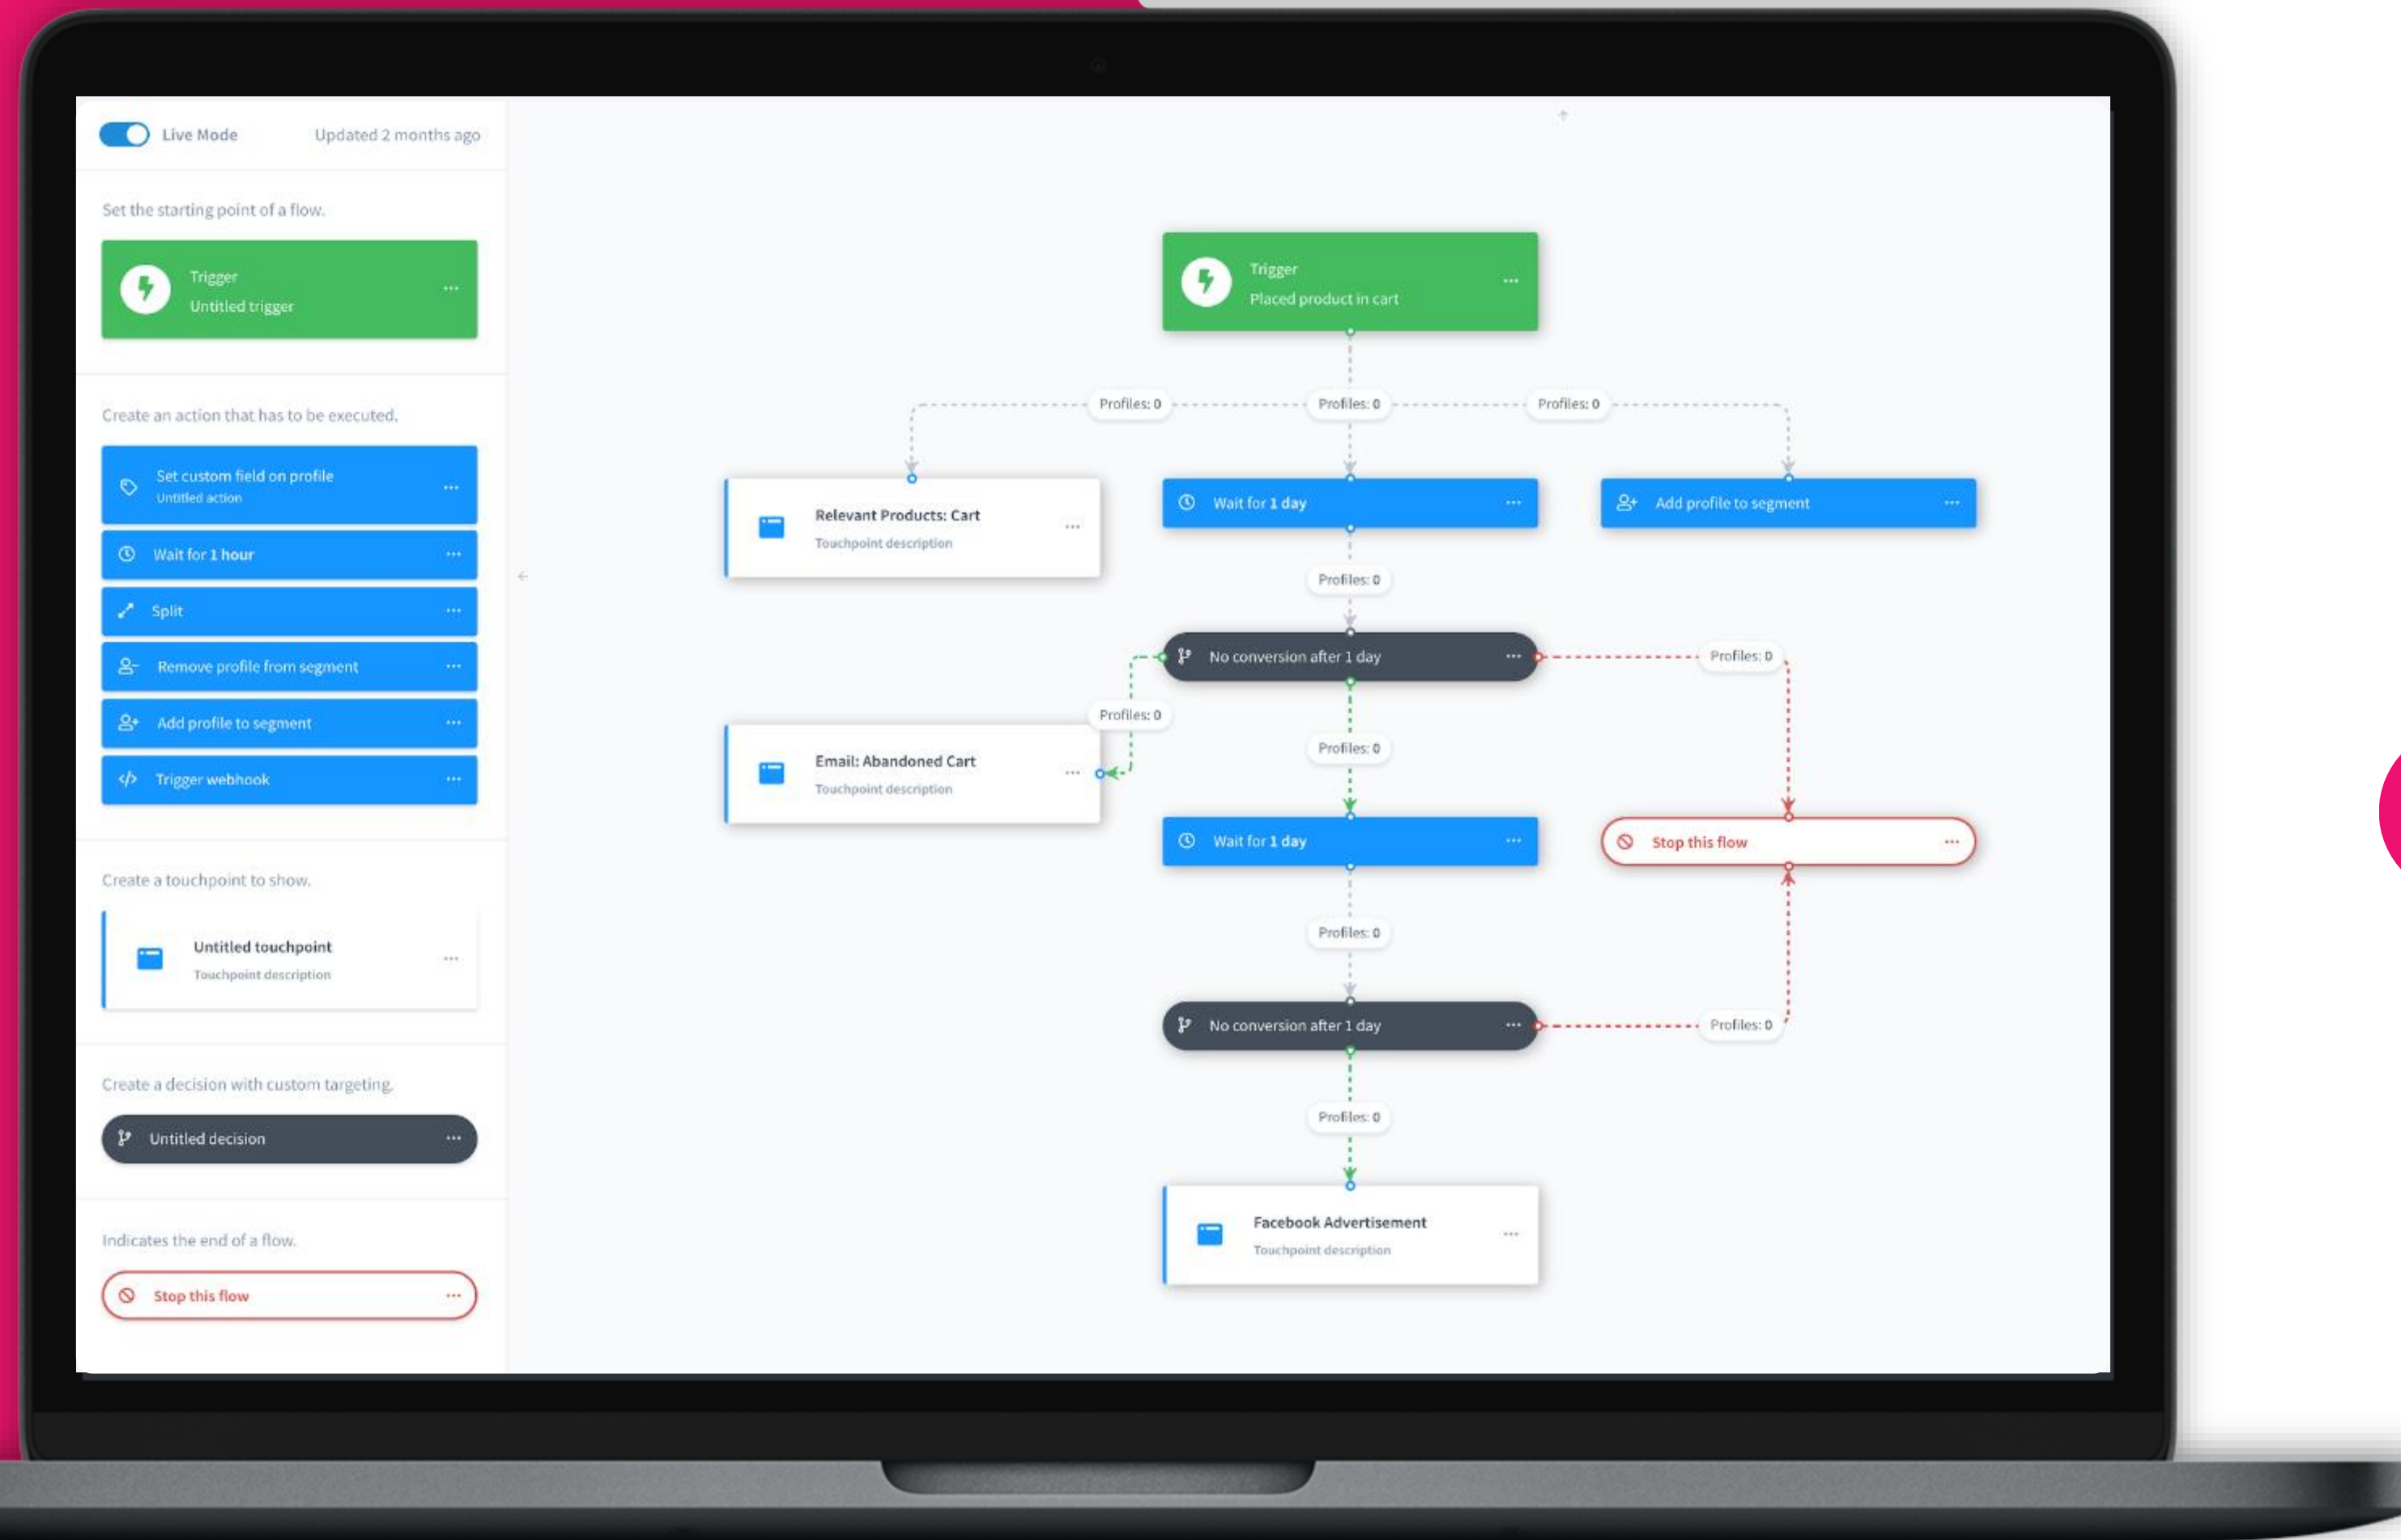 Live Mode
Updated 2 months ago
Set the starting point of a flow.
Trigger
Untitled trigger
Create an action that has to be executed.
Set custom field on profile
Untitled action
Wait for 1 hour
Split
Remove profile from segment
Add profile to segment
Trigger webhook
Create a touchpoint to show.
Untitled touchpoint
Touchpoint description
Create a decision with custom targeting.
Untitled decision
Indicates the end of a flow.
Stop this flow
Trigger
Placed product in cart
Profiles: 0
Profiles: 0
Profiles: 0
Relevant Products: Cart
Touchpoint description
Wait for 1 day
Add profile to segment
Profiles: 0
No conversion after 1 day
Profiles: 0
Profiles: 0
Profiles: 0
Email: Abandoned Cart
Touchpoint description
Wait for 1 day
Stop this flow
Profiles: 0
No conversion after 1 day
Profiles: 0
Profiles: 0
Facebook Advertisement
Touchpoint description